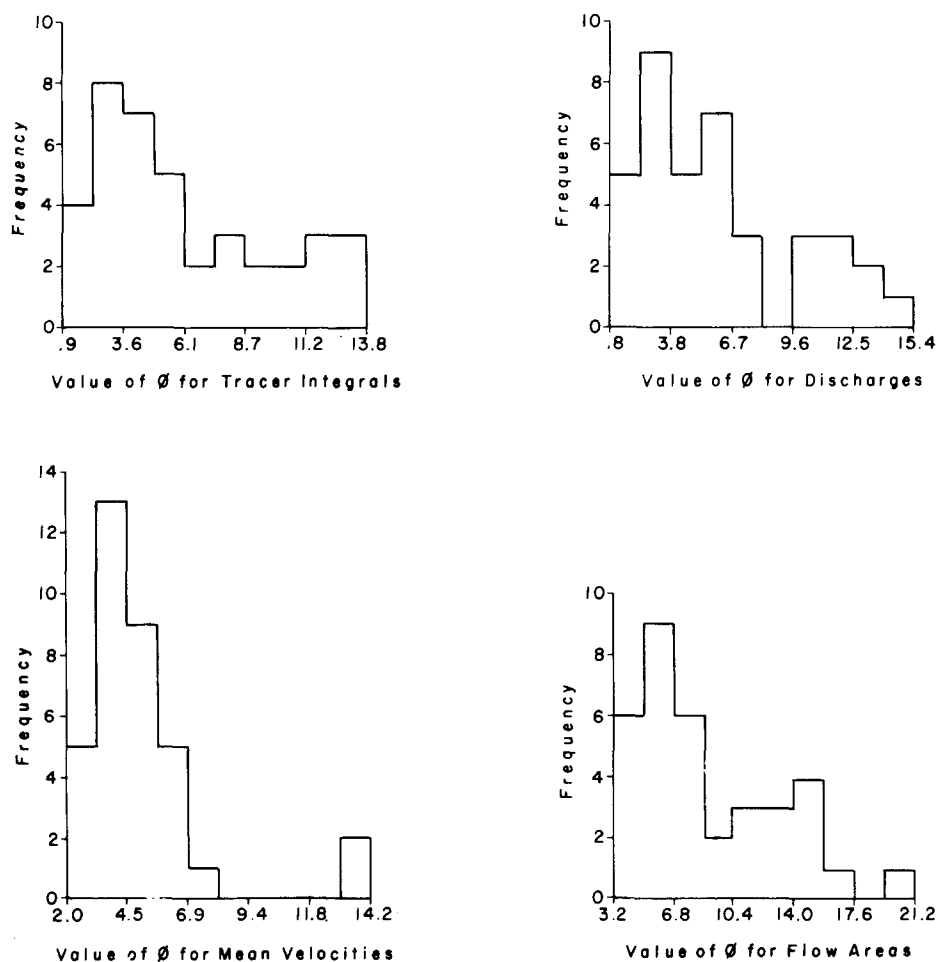 10
8
6
4
2
0
Frequency
.9 3.6 6.1 8.7 11.2 13.8
Value of Ø for Tracer Integrals
10
8
6
4
2
0
Frequency
.8 3.8 6.7 9.6 12.5 15.4
Value of Ø for Discharges
14
12
10
8
6
4
2
0
Frequency
2.0 4.5 6.9 9.4 11.8 14.2
Value of Ø for Mean Velocities
10
8
6
4
2
0
Frequency
3.2 6.8 10.4 14.0 17.6 21.2
Value of Ø for Flow Areas